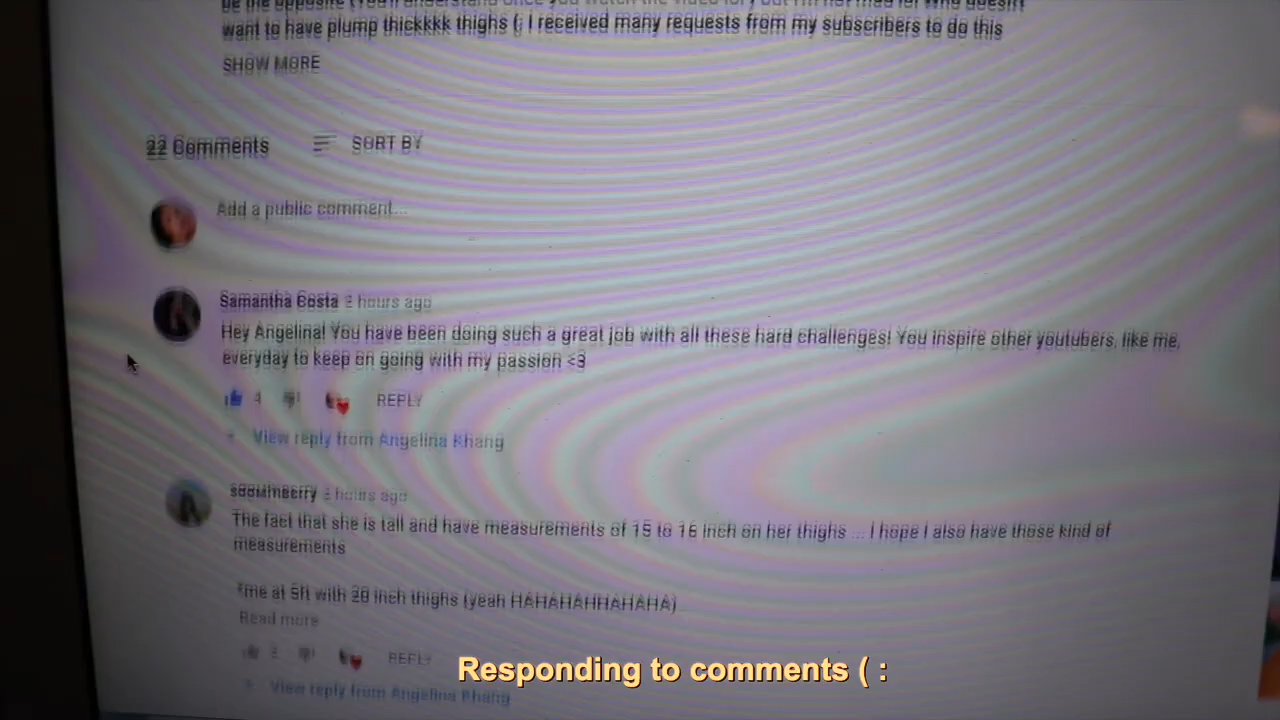 want to have plump thickkkk thighs (; I received many requests from my subscribers to do this
SHOW MORE
22 Comments SORT BY
Add a public comment...
Samantha Costa 2 hours ago
Hey Angelina! You have been doing such a great job with all these hard challenges! You inspire other youtubers, like me,
everyday to keep on going with my passion <3
4 REPLY
View reply from Angelina Khang
3 hours ago
The fact that she is tall and have measurements of 15 to 16 inch on her thighs ... I hope I also have those kind of
measurements
*me at 5ft with 20 inch thighs (yeah HAHAHAHHAHAHA)
Read more
REPLY
View reply from Angelina Khang
Responding to comments ( :